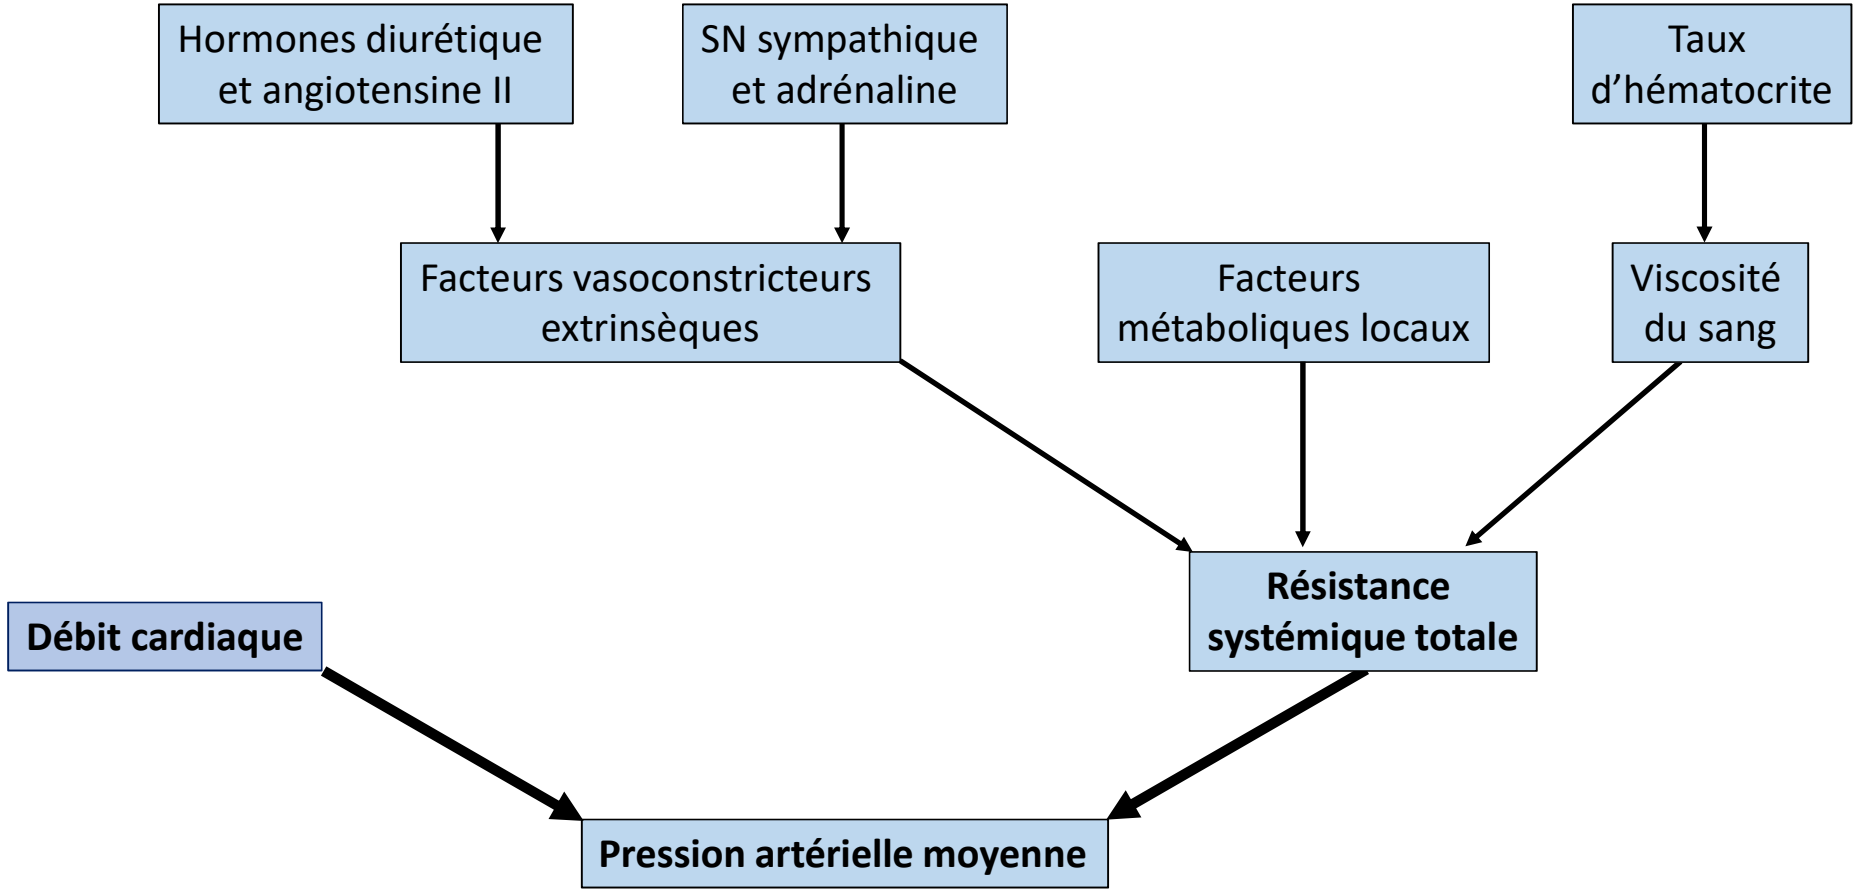 Hormones diurétique
et angiotensine II
SN sympathique
et adrénaline
Taux
d’hématocrite
Facteurs vasoconstricteurs
extrinsèques
Facteurs
métaboliques locaux
Viscosité
du sang
Résistance
systémique totale
Débit cardiaque
Pression artérielle moyenne